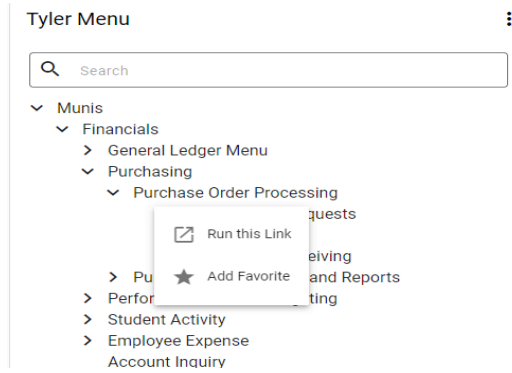 Tyler Menu
Search
Munis
Financials
General Ledger Menu
Purchasing
Purchase Order Processing
quests
Run this Link
eiving
Add Favorite
Pu and Reports
Perfor ting
Student Activity
Employee Expense
Account Inquiry